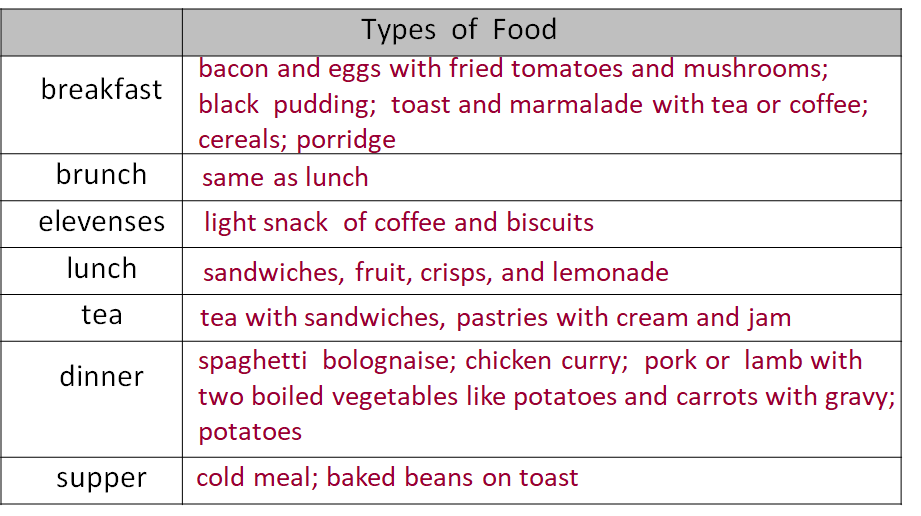 Types of Food
breakfast
bacon and eggs with fried tomatoes and mushrooms;
black pudding; toast and marmalade with tea or coffee;
cereals; porridge
brunch
same as lunch
elevenses
light snack of coffee and biscuits
lunch
sandwiches, fruit, crisps, and lemonade
tea
tea with sandwiches, pastries with cream and jam
dinner
spaghetti bolognaise; chicken curry; pork or lamb with
two boiled vegetables like potatoes and carrots with gravy;
potatoes
supper
cold meal; baked beans on toast